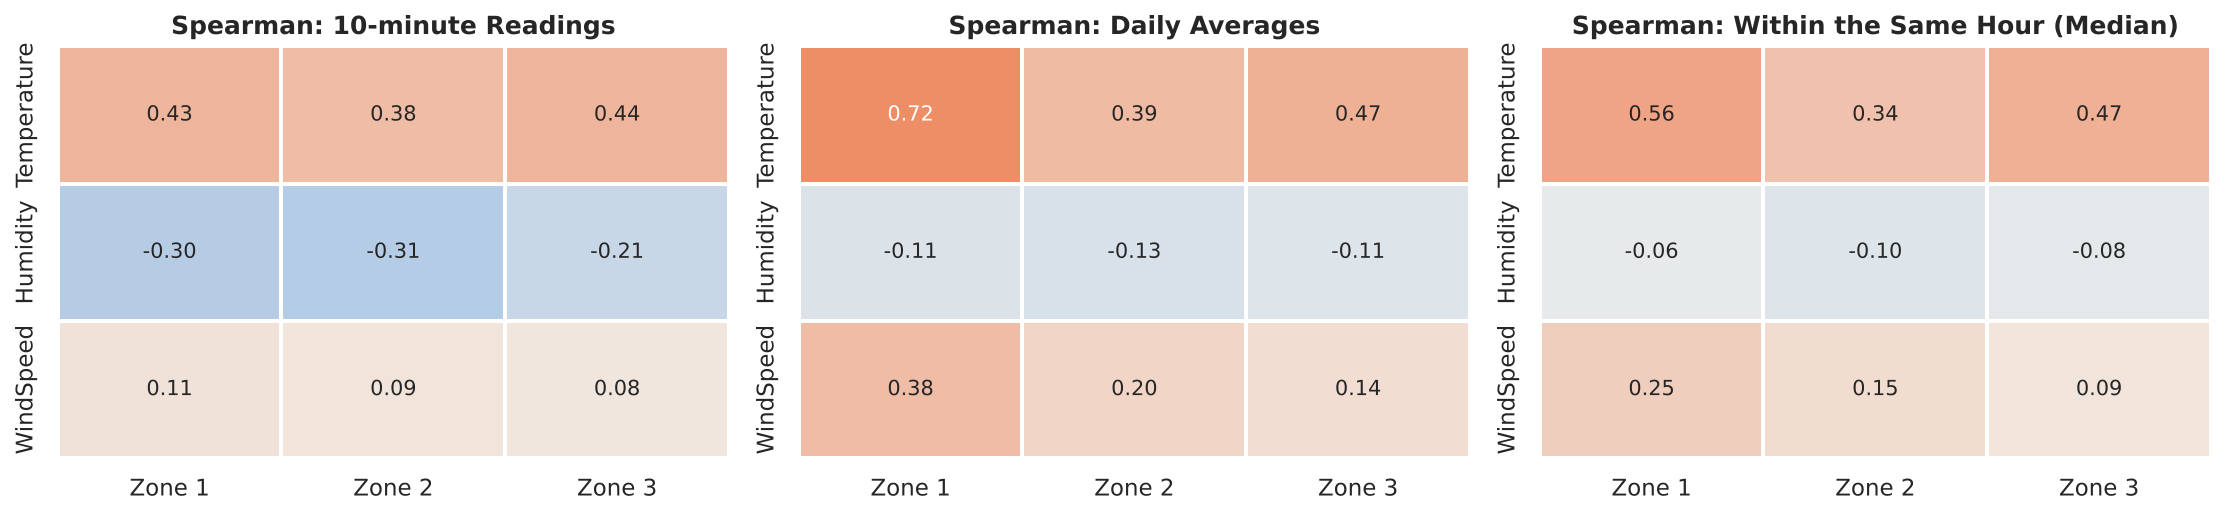 Spearman: 10-minute Readings
Temperature
0.43 0.38 0.44
Humidity
-0.30 -0.31 -0.21
WindSpeed
0.11 0.09 0.08
Zone 1 Zone 2 Zone 3
Spearman: Daily Averages
Temperature
0.72 0.39 0.47
Humidity
-0.11 -0.13 -0.11
WindSpeed
0.38 0.20 0.14
Zone 1 Zone 2 Zone 3
Spearman: Within the Same Hour (Median)
Temperature
0.56 0.34 0.47
Humidity
-0.06 -0.10 -0.08
WindSpeed
0.25 0.15 0.09
Zone 1 Zone 2 Zone 3